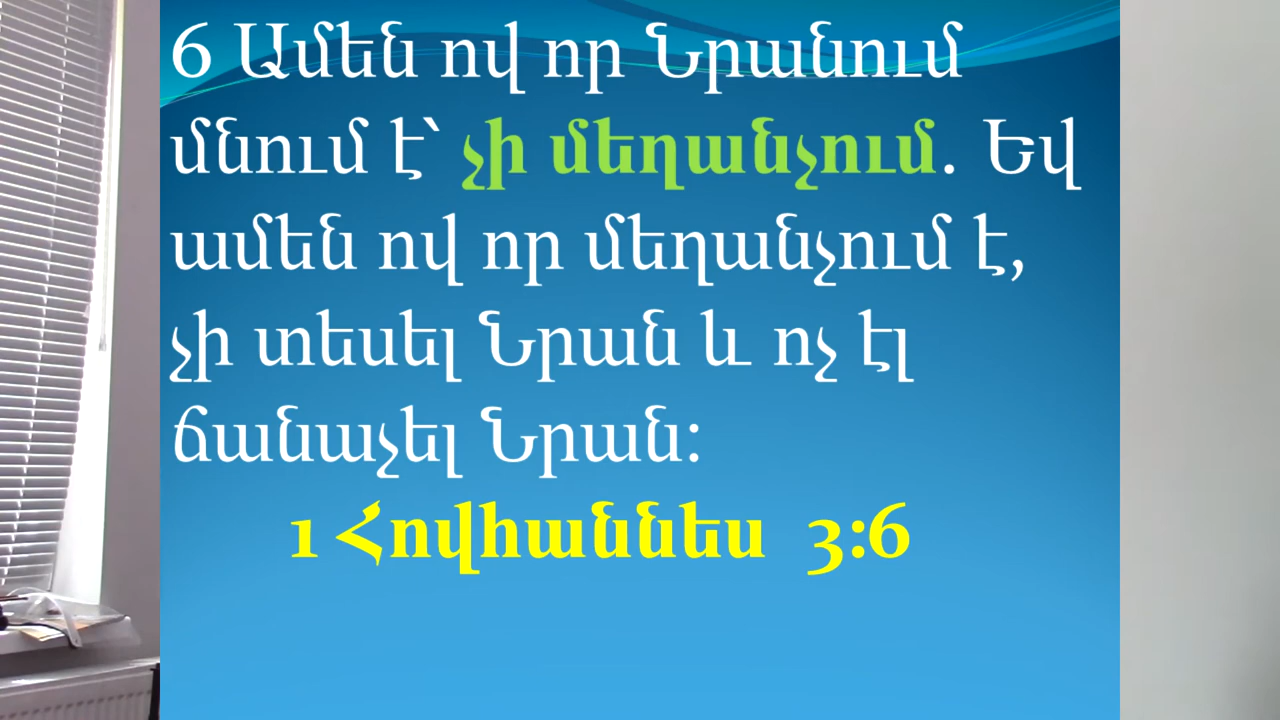 6 Ամեն ով որ Նրանում
մնում է՝ չի մեղանչում. Եվ
ամեն ով որ մեղանչում է,
չի տեսել Նրան և ոչ էլ
ճանաչել Նրան:
1 Հովհաննես 3:6